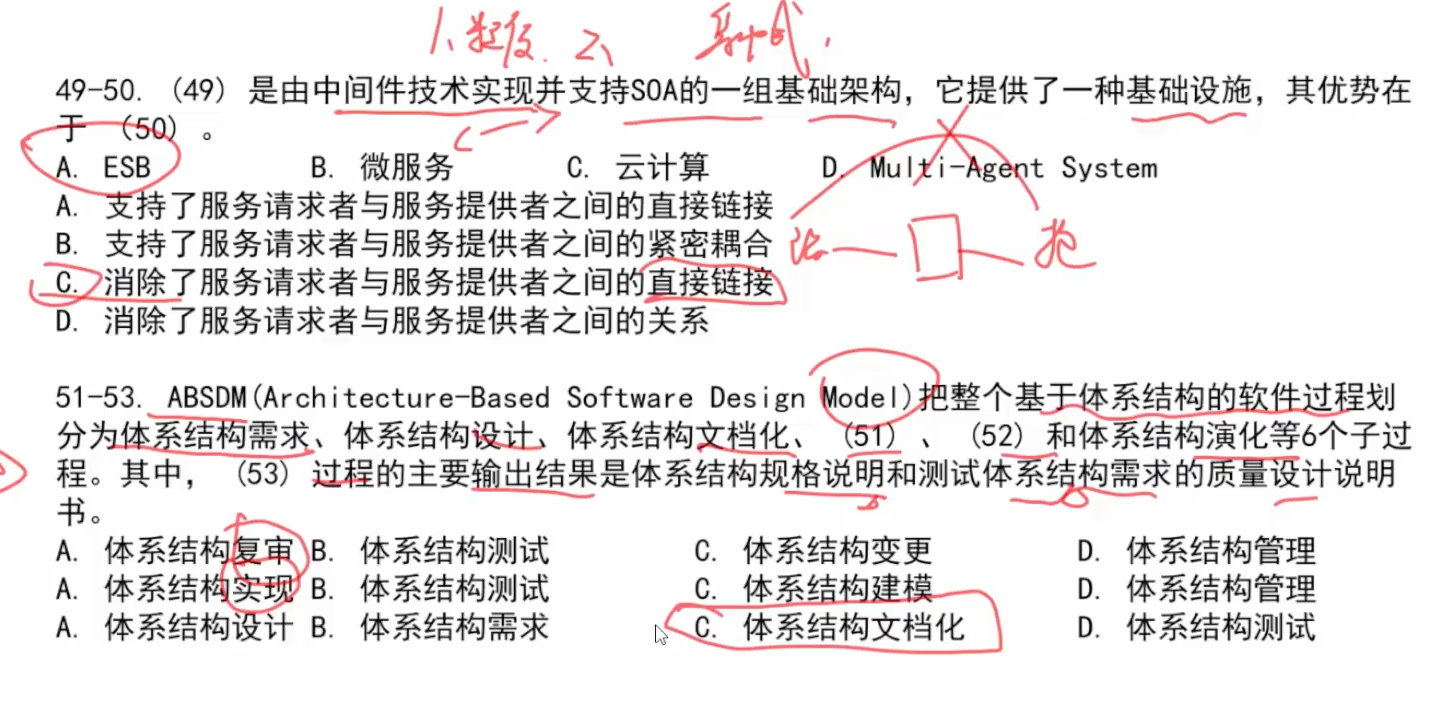 49-50. （49）是由中间件技术实现并支持SOA的一组基础架构，它提供了一种基础设施，其优势在
于 （50）。
A. ESB B. 微服务 C. 云计算 D. Multi-Agent System
A. 支持了服务请求者与服务提供者之间的直接链接
B. 支持了服务请求者与服务提供者之间的紧密耦合
C. 消除了服务请求者与服务提供者之间的直接链接
D. 消除了服务请求者与服务提供者之间的关系
51-53. ABSDM(Architecture-Based Software Design Model)把整个基于体系结构的软件过程划
分为体系结构需求、体系结构设计、体系结构文档化、（51）、（52）和体系结构演化等6个子过
程。其中，（53）过程的主要输出结果是体系结构规格说明和测试体系结构需求的质量设计说明
书。
A. 体系结构复审 B. 体系结构测试 C. 体系结构变更 D. 体系结构管理
A. 体系结构实现 B. 体系结构测试 C. 体系结构建模 D. 体系结构管理
A. 体系结构设计 B. 体系结构需求 C. 体系结构文档化 D. 体系结构测试